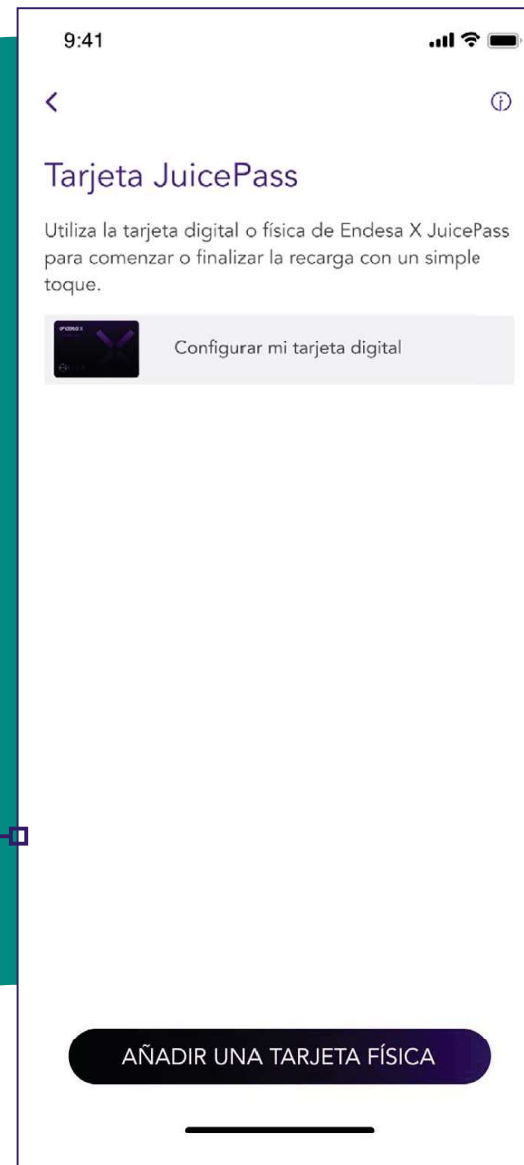 9:41
Tarjeta JuicePass
Utiliza la tarjeta digital o física de Endesa X JuicePass
para comenzar o finalizar la recarga con un simple
toque.
endesa x
Configurar mi tarjeta digital
AÑADIR UNA TARJETA FÍSICA